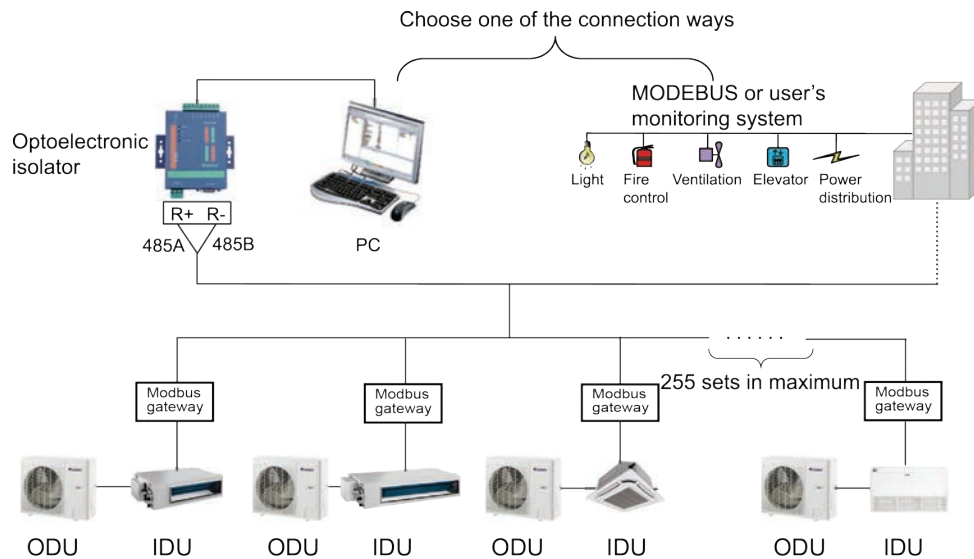 Choose one of the connection ways
MODEBUS or user's
monitoring system
Optoelectronic
isolator
R+ R-
485A 485B
PC
Light
Fire
control
Ventilation
Elevator
Power
distribution
255 sets in maximum
Modbus
gateway
Modbus
gateway
Modbus
gateway
Modbus
gateway
ODU IDU ODU IDU ODU IDU ODU IDU